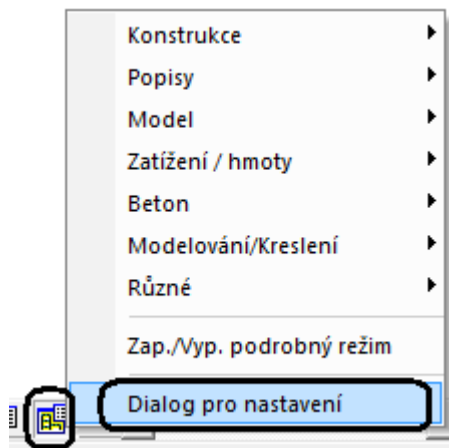 Konstrukce
Popisy
Model
Zatížení / hmoty
Beton
Modelování/Kreslení
Různé
Zap./Vyp. podrobný režim
Dialog pro nastavení